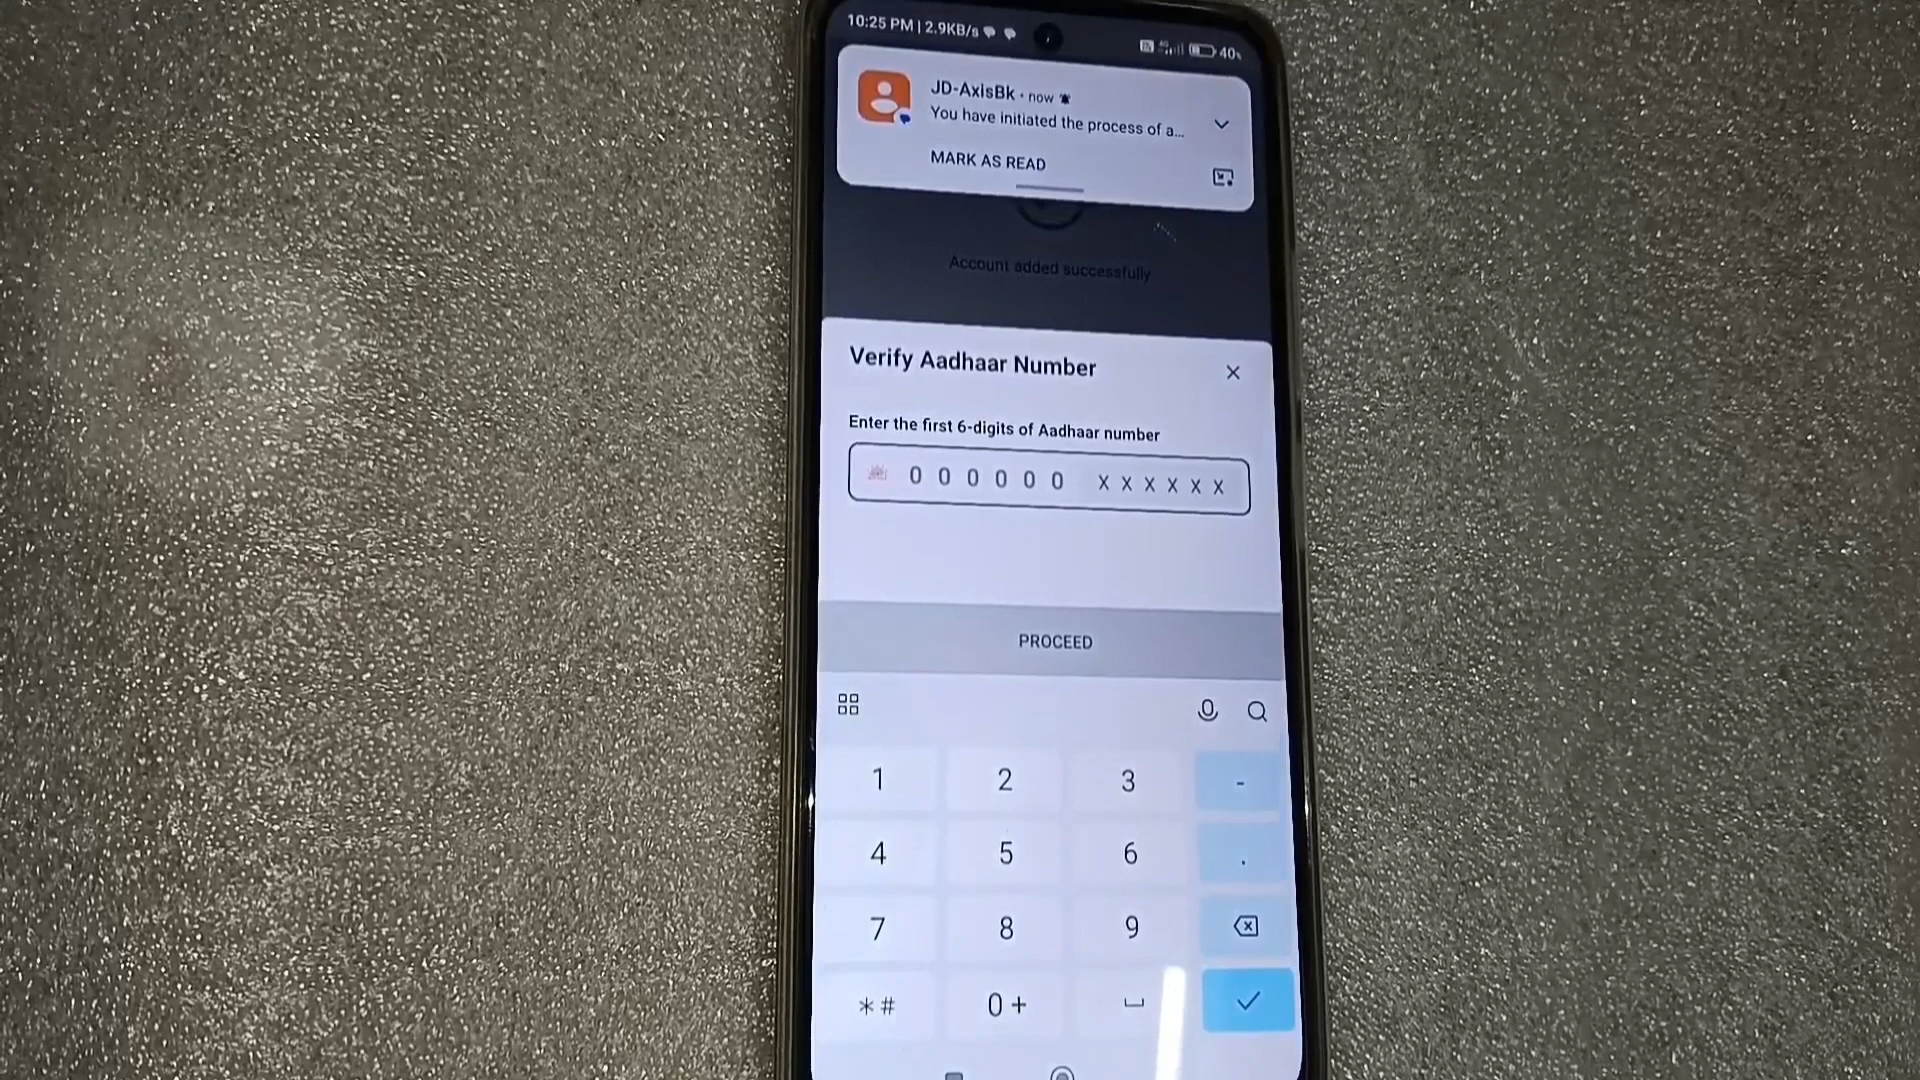 10:25 PM | 2.9KB/s
4G
40%
JD-AxisBk • now
You have initiated the process of a...
MARK AS READ
Account added successfully
Verify Aadhaar Number
Enter the first 6-digits of Aadhaar number
0 0 0 0 0 0 X X X X X X
PROCEED
1 2 3 -
4 5 6 .
7 8 9
* # 0 +